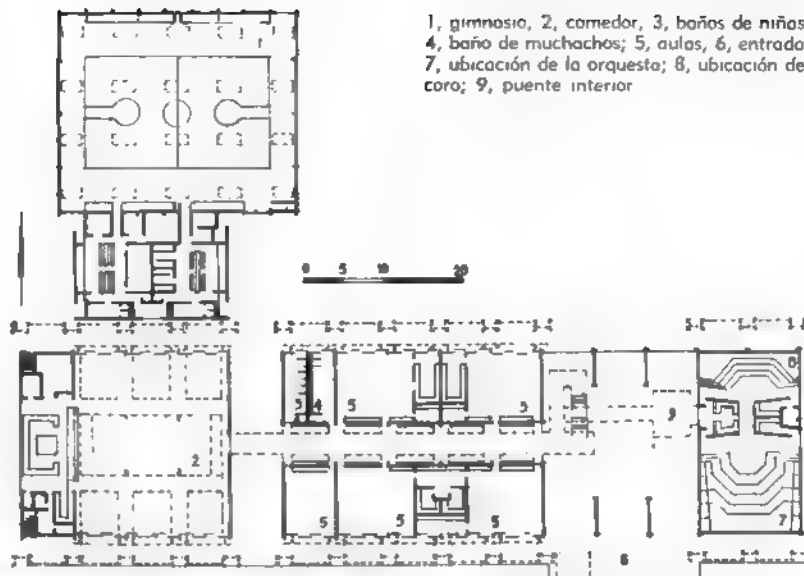 1, gimnasio, 2, comedor, 3, baños de niñas
4, baño de muchachos; 5, aulas, 6, entrada
7, ubicación de la orquesta; 8, ubicación de
coro; 9, puente interior
1
0 5 10 20
8
3 4 5 5 9
2
5 5 5 7
6